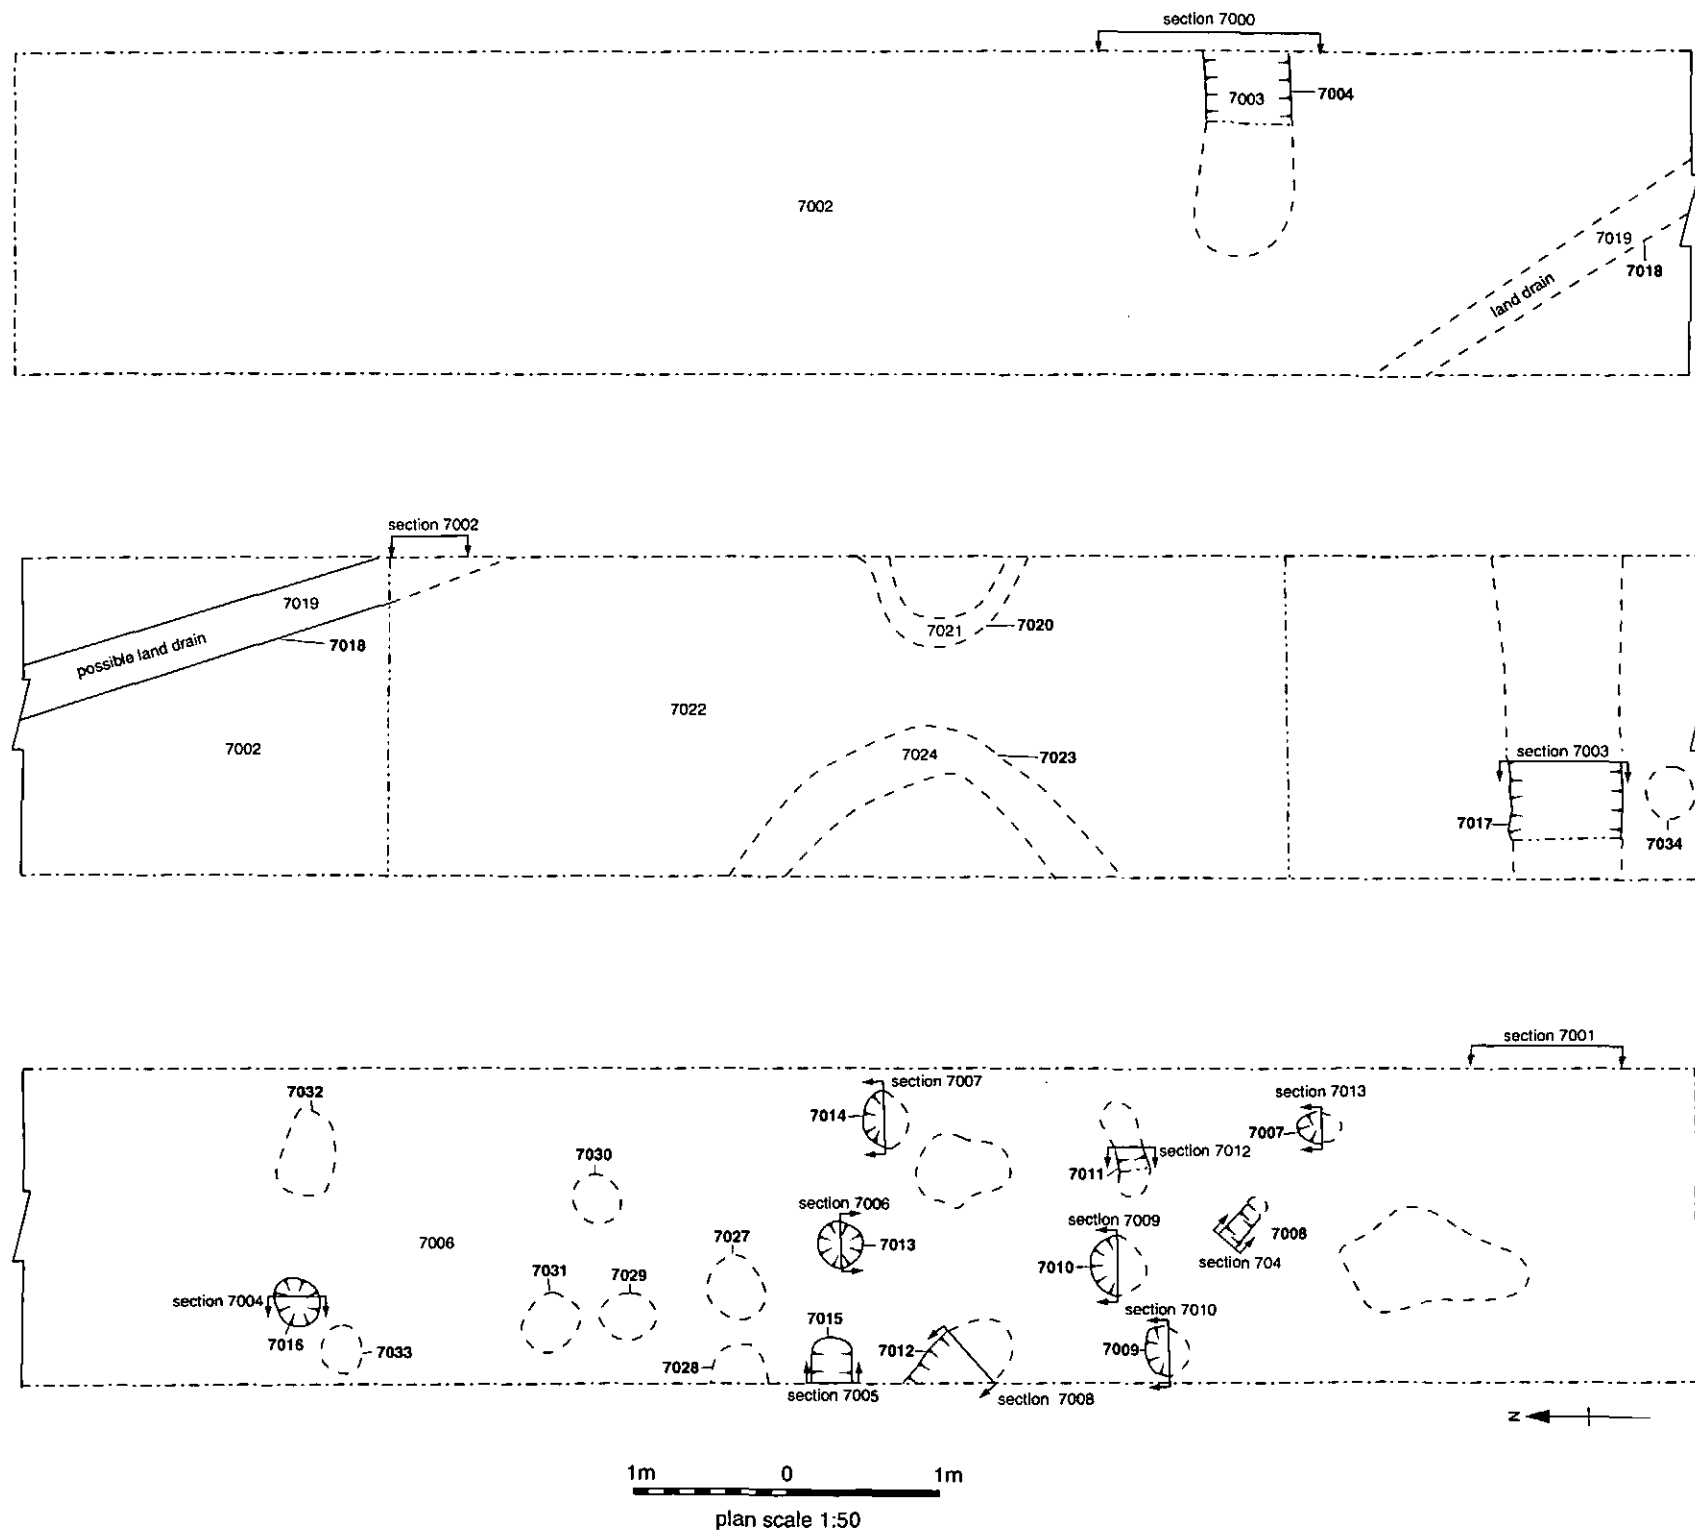 section 7000
7003
7004
7002
7019
7018
land drain
section 7002
7019
7018
possible land drain
7002
7021
7020
7022
7024
7023
section 7003
7017
7034
section 7001
7032
section 7007
7014
section 7013
7007
7030
section 7012
7011
section 7006
7013
section 7009
7010
7008
section 704
7006
7027
7031
7029
section 7004
7016
7033
7015
section 7010
7012
7009
7028
section 7005
section 7008
N
1m 0 1m
plan scale 1:50